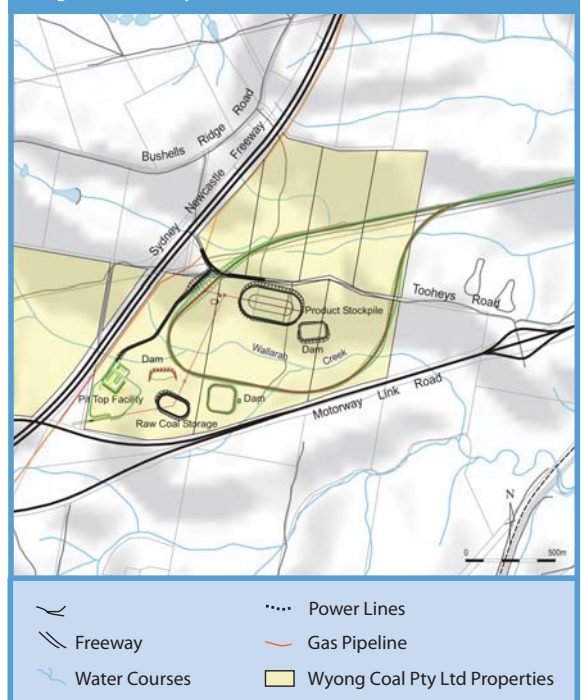 Bushells Ridge Road
Sydney Newcastle Freeway
Tooheys Road
Product Stockpile
Dam
Wallarah Creek
Dam
Pit Top Facility
Dam
Raw Coal Storage
Motorway Link Road
N
0 500m
Power Lines
Freeway
Gas Pipeline
Water Courses
Wyong Coal Pty Ltd Properties